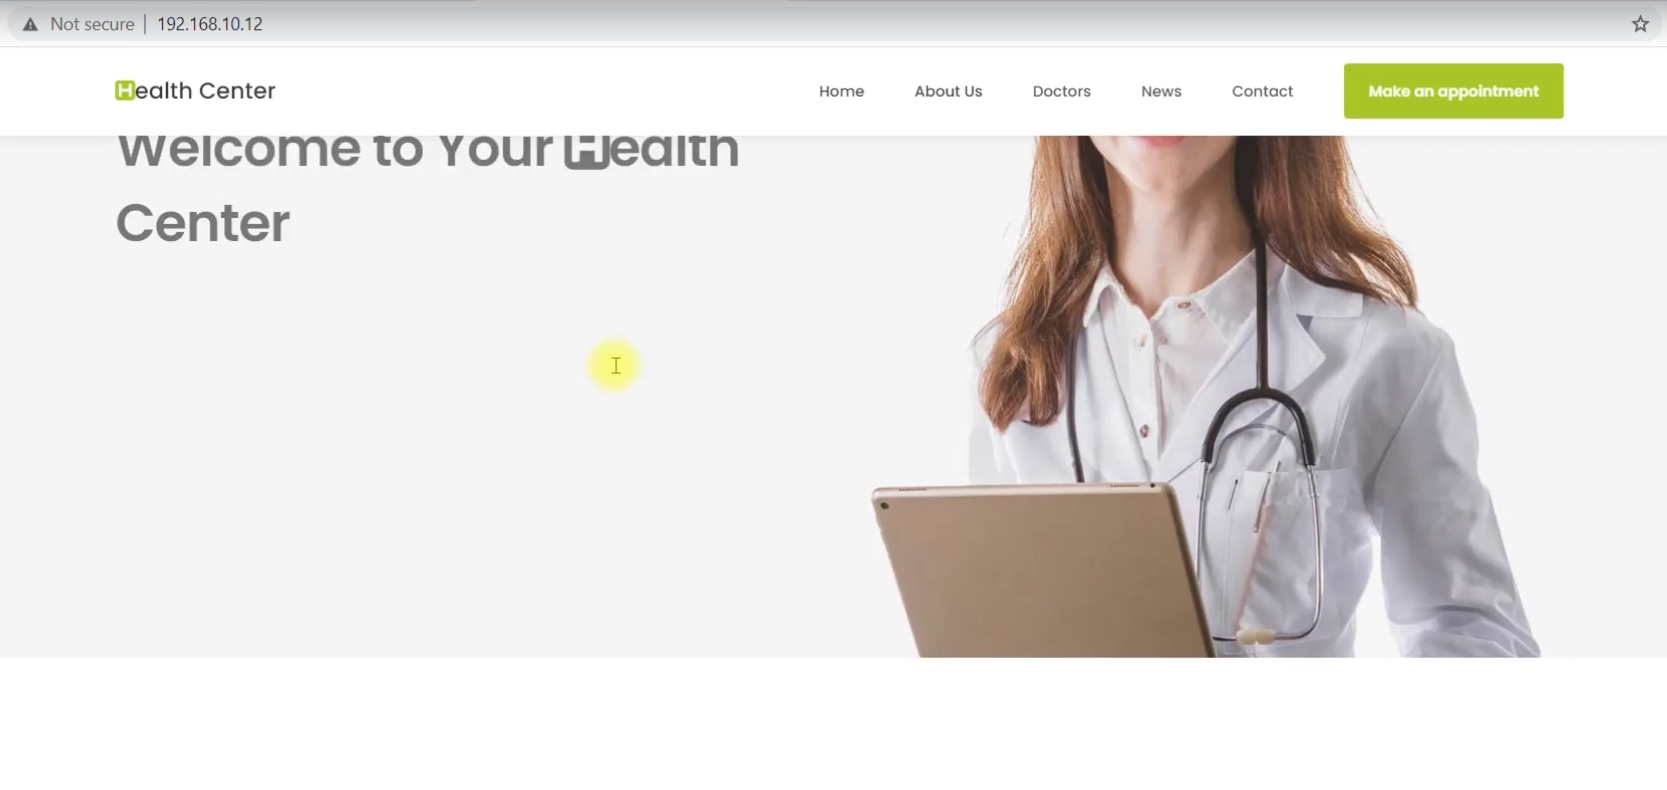 Not secure | 192.168.10.12
Health Center
Home About Us Doctors News Contact Make an appointment
Welcome to Your Health
Center